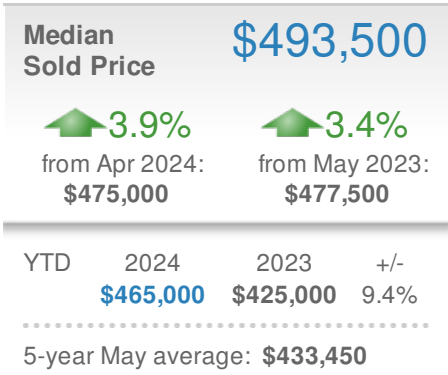 Median
Sold Price
$493,500
3.9%
from Apr 2024:
$475,000
3.4%
from May 2023:
$477,500
YTD 2024 2023 +/-
$465,000 $425,000 9.4%
5-year May average: $433,450